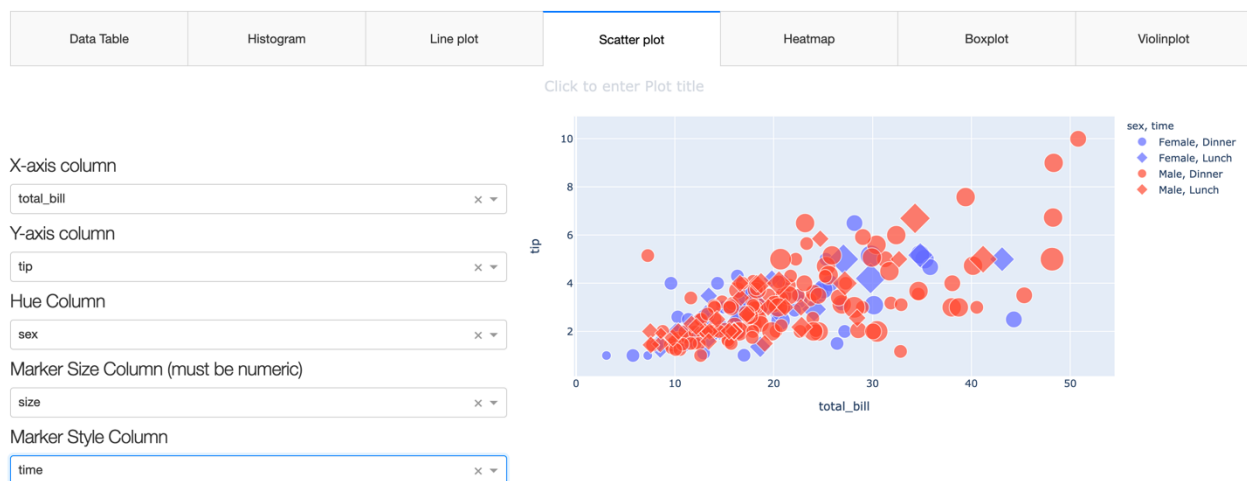 Data Table
Histogram
Line plot
Scatter plot
Heatmap
Boxplot
Violinplot
Click to enter Plot title
X-axis column
total_bill
Y-axis column
tip
Hue Column
sex
Marker Size Column (must be numeric)
size
Marker Style Column
time
10
8
6
4
2
tip
0
10
20
30
40
50
total_bill
sex, time
Female, Dinner
Female, Lunch
Male, Dinner
Male, Lunch